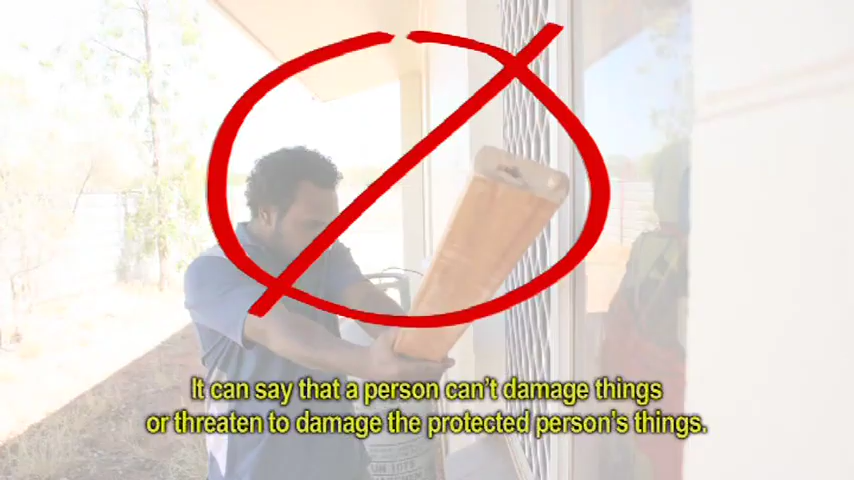 It can say that a person can't damage things
or threaten to damage the protected person's things.